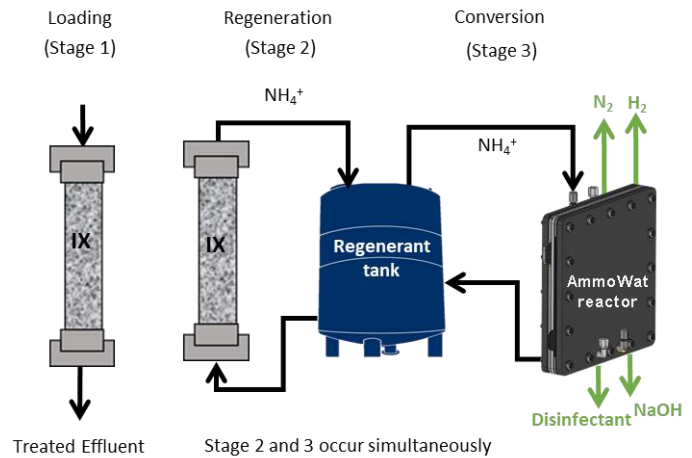 Loading
(Stage 1)
Regeneration
(Stage 2)
Conversion
(Stage 3)
NH₄⁺
NH₄⁺
N₂ H₂
IX
IX
Regenerant
tank
AmmoWat
reactor
Disinfectant
NaOH
Treated Effluent
Stage 2 and 3 occur simultaneously